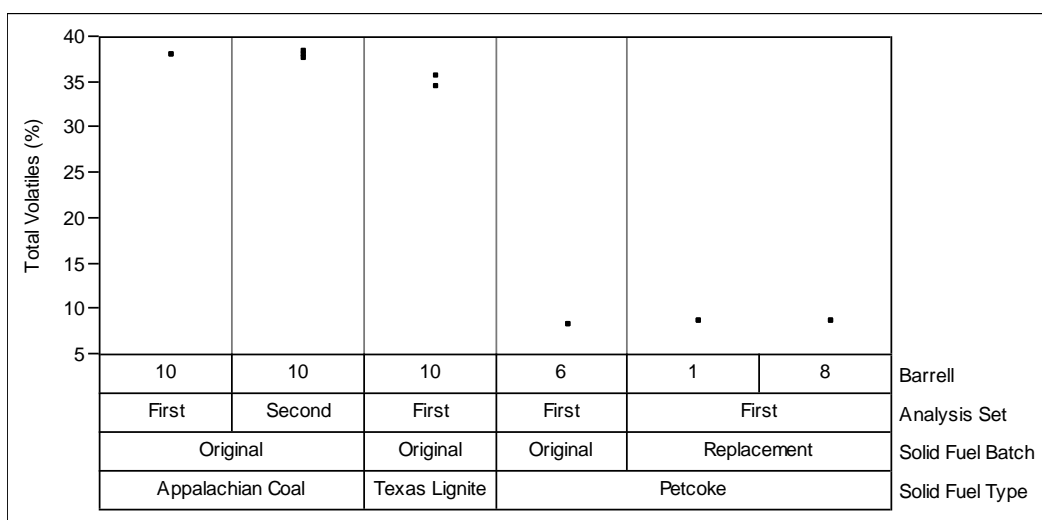 Total Volatiles (%)
40
35
30
25
20
15
10
5
10 10 10 6 1 8 Barrell
First Second First First First Analysis Set
Original Original Original Replacement Solid Fuel Batch
Appalachian Coal Texas Lignite Petcoke Solid Fuel Type